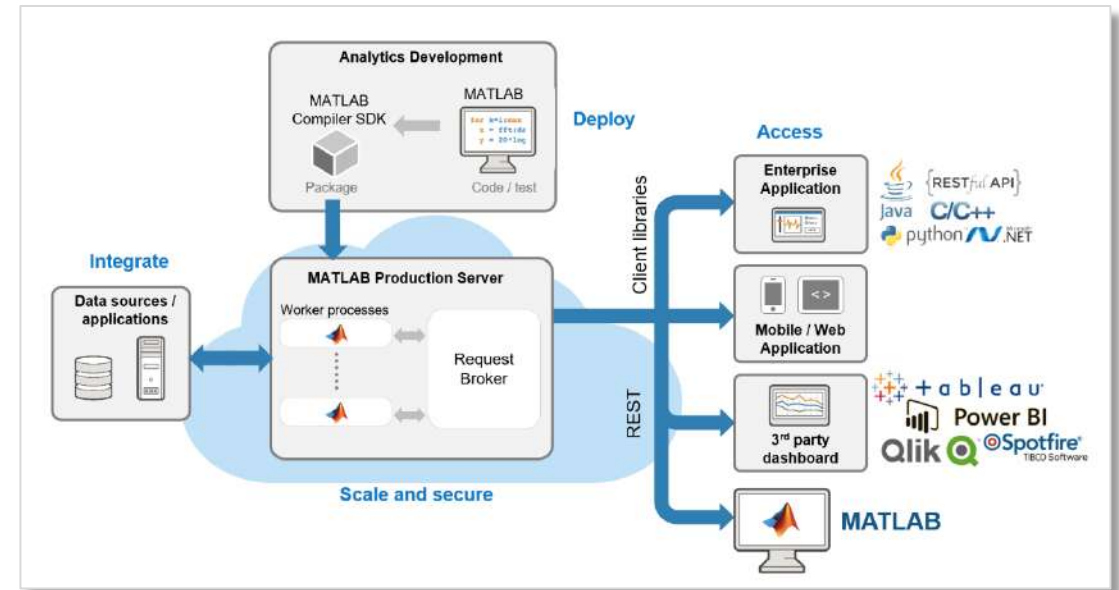 Analytics Development
MATLAB
Compiler SDK
Package
MATLAB
for
Code / test
Deploy
Integrate
Data sources /
applications
MATLAB Production Server
Worker processes
Request
Broker
Scale and secure
Client libraries
REST
Access
Enterprise
Application
{RESTful API}
Java C/C++
python .NET
Mobile / Web
Application
< >
3rd party
dashboard
+ableau
Power BI
Qlik Spotfire®
TIBCO Software
MATLAB